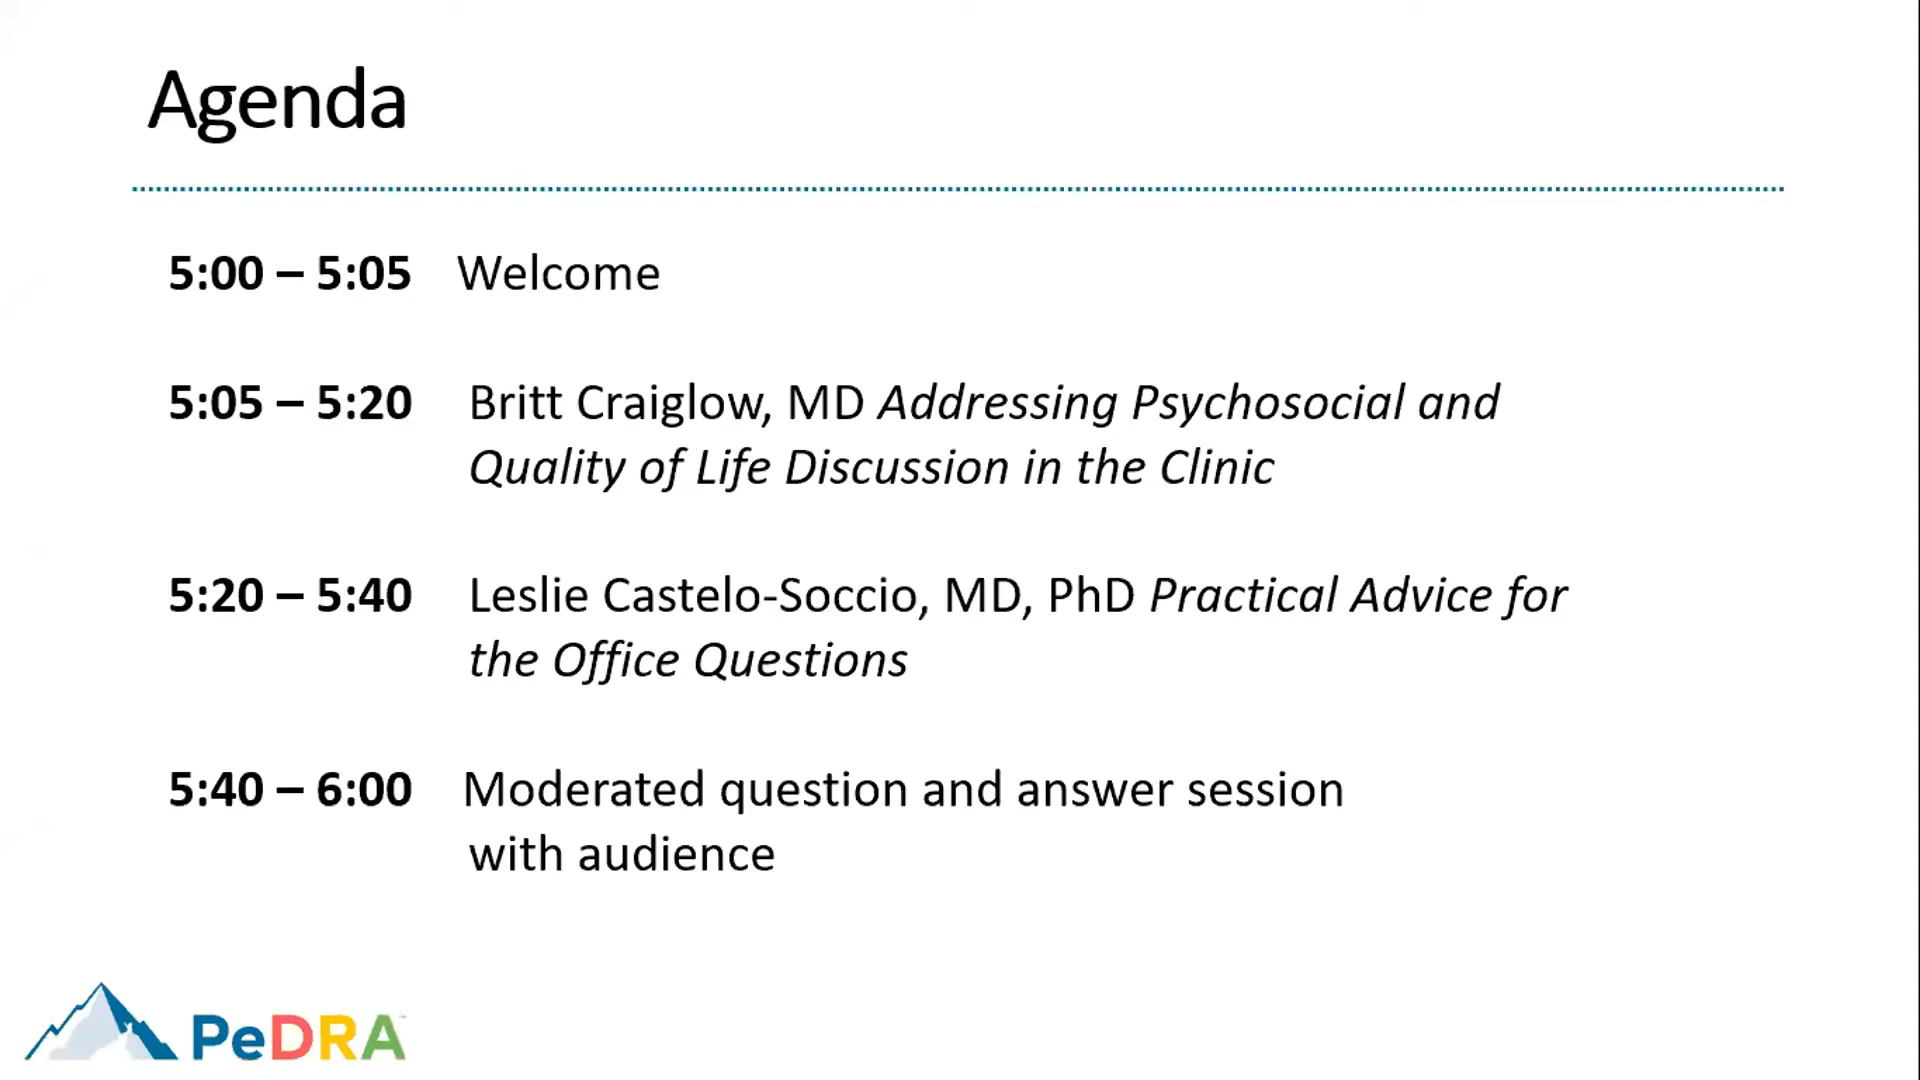 Agenda
5:00 – 5:05 Welcome
5:05 – 5:20 Britt Craiglow, MD Addressing Psychosocial and
Quality of Life Discussion in the Clinic
5:20 – 5:40 Leslie Castelo-Soccio, MD, PhD Practical Advice for
the Office Questions
5:40 – 6:00 Moderated question and answer session
with audience
PeDRA